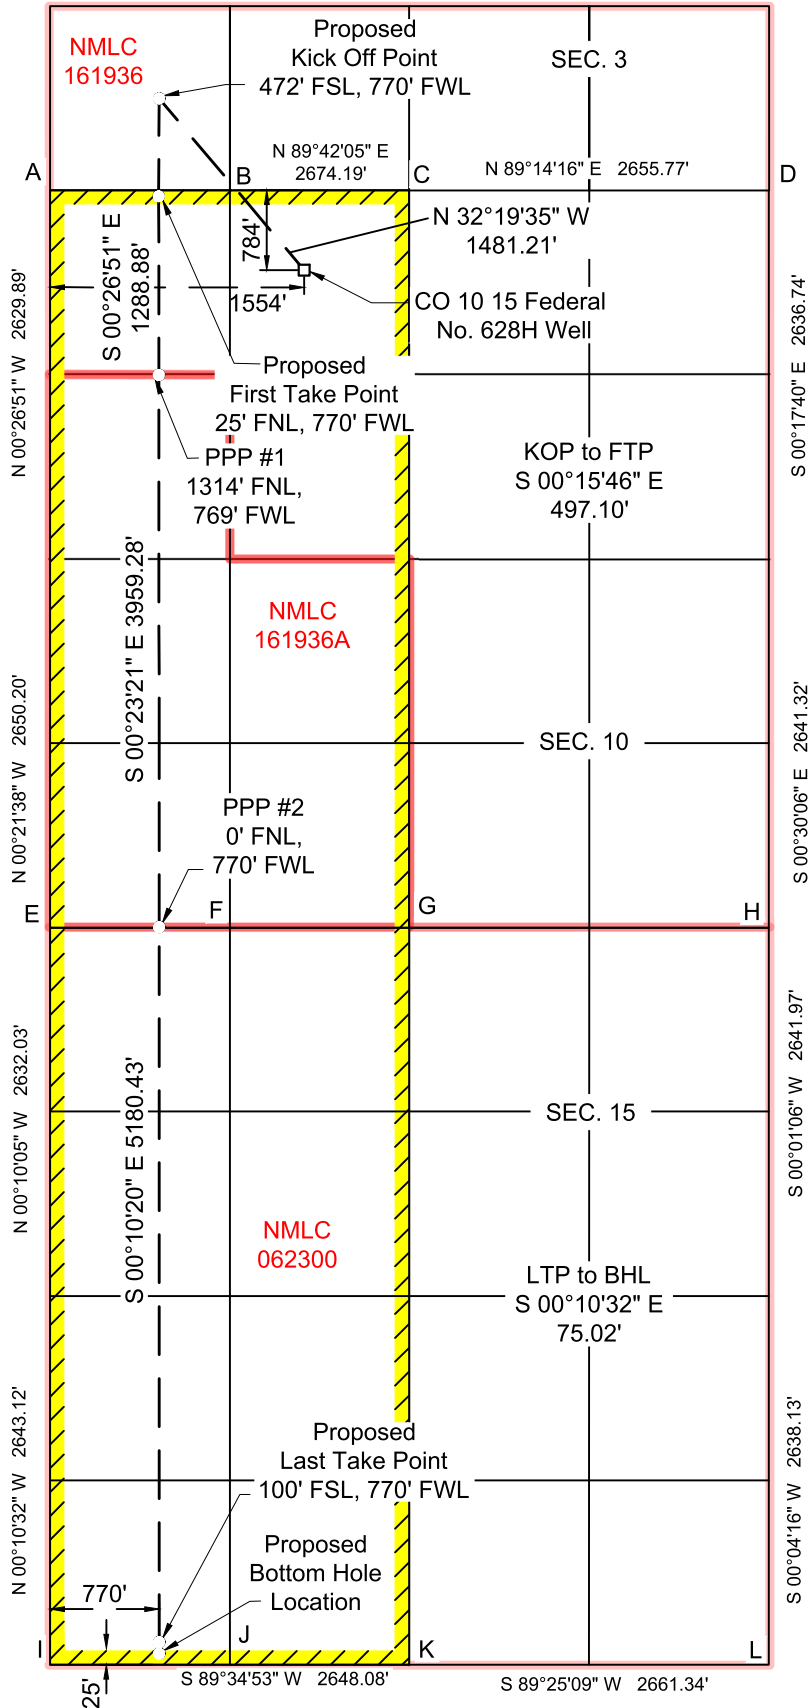 Proposed
Kick Off Point
472' FSL, 770' FWL
NMLC
161936
SEC. 3
A
B
C
D
N 89°42'05" E
2674.19'
N 89°14'16" E 2655.77'
784'
N 32°19'35" W
1481.21'
S 00°26'51" E
1288.88'
1554'
CO 10 15 Federal
No. 628H Well
N 00°26'51" W 2629.89'
S 00°17'40" E 2636.74'
Proposed
First Take Point
25' FNL, 770' FWL
PPP #1
1314' FNL,
769' FWL
KOP to FTP
S 00°15'46" E
497.10'
S 00°23'21" E 3959.28'
NMLC
161936A
N 00°21'38" W 2650.20'
SEC. 10
S 00°30'06" E 2641.32'
PPP #2
0' FNL,
770' FWL
E
F
G
H
N 00°10'05" W 2632.03'
S 00°10'20" E 5180.43'
SEC. 15
S 00°01'06" W 2641.97'
NMLC
062300
LTP to BHL
S 00°10'32" E
75.02'
N 00°10'32" W 2643.12'
S 00°04'16" W 2638.13'
Proposed
Last Take Point
100' FSL, 770' FWL
Proposed
Bottom Hole
Location
770'
I
J
K
L
25'
S 89°34'53" W 2648.08'
S 89°25'09" W 2661.34'